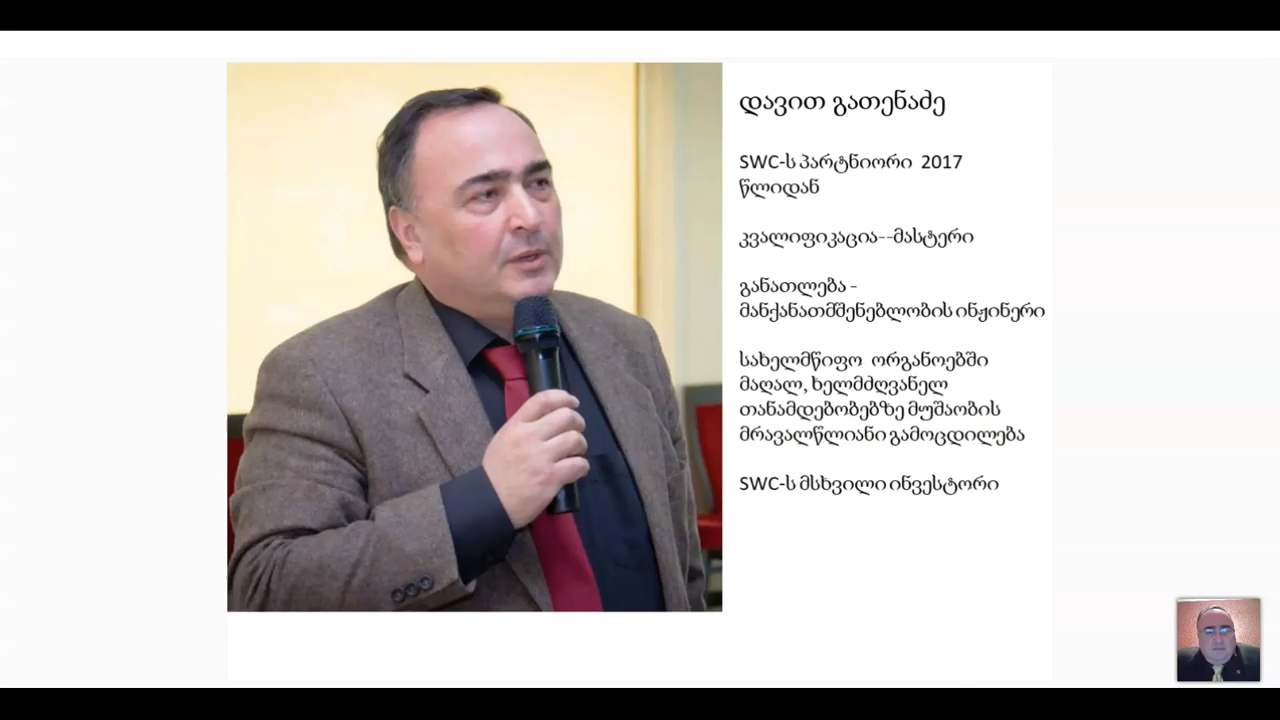 დავით გათენაძე
SWC-ს პარტნიორი 2017
წლიდან
კვალიფიკაცია--მასტერი
განათლება -
მანქანათმშენებლობის ინჟინერი
სახელმწიფო ორგანოებში
მაღალ, ხელმძღვანელ
თანამდებობებზე მუშაობის
მრავალწლიანი გამოცდილება
SWC-ს მსხვილი ინვესტორი